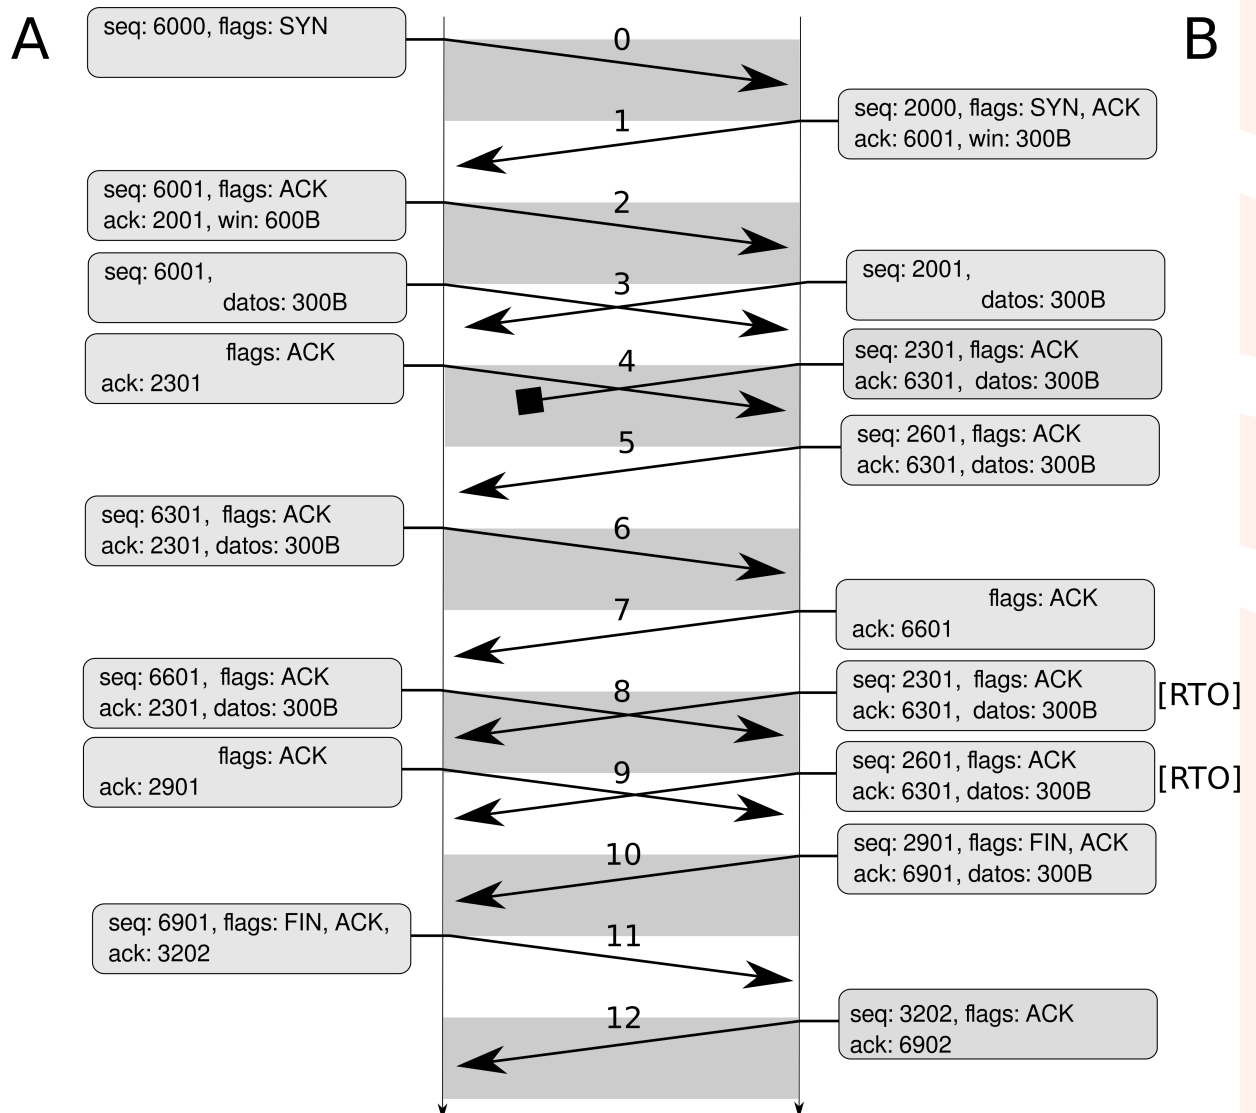 A
B
seq: 6000, flags: SYN
0
1
seq: 2000, flags: SYN, ACK
ack: 6001, win: 300B
seq: 6001, flags: ACK
ack: 2001, win: 600B
2
seq: 6001,
datos: 300B
3
seq: 2001,
datos: 300B
flags: ACK
ack: 2301
4
seq: 2301, flags: ACK
ack: 6301, datos: 300B
5
seq: 2601, flags: ACK
ack: 6301, datos: 300B
seq: 6301, flags: ACK
ack: 2301, datos: 300B
6
7
flags: ACK
ack: 6601
seq: 6601, flags: ACK
ack: 2301, datos: 300B
8
seq: 2301, flags: ACK
ack: 6301, datos: 300B
[RTO]
flags: ACK
ack: 2901
9
seq: 2601, flags: ACK
ack: 6301, datos: 300B
[RTO]
10
seq: 2901, flags: FIN, ACK
ack: 6901, datos: 300B
seq: 6901, flags: FIN, ACK,
ack: 3202
11
12
seq: 3202, flags: ACK
ack: 6902